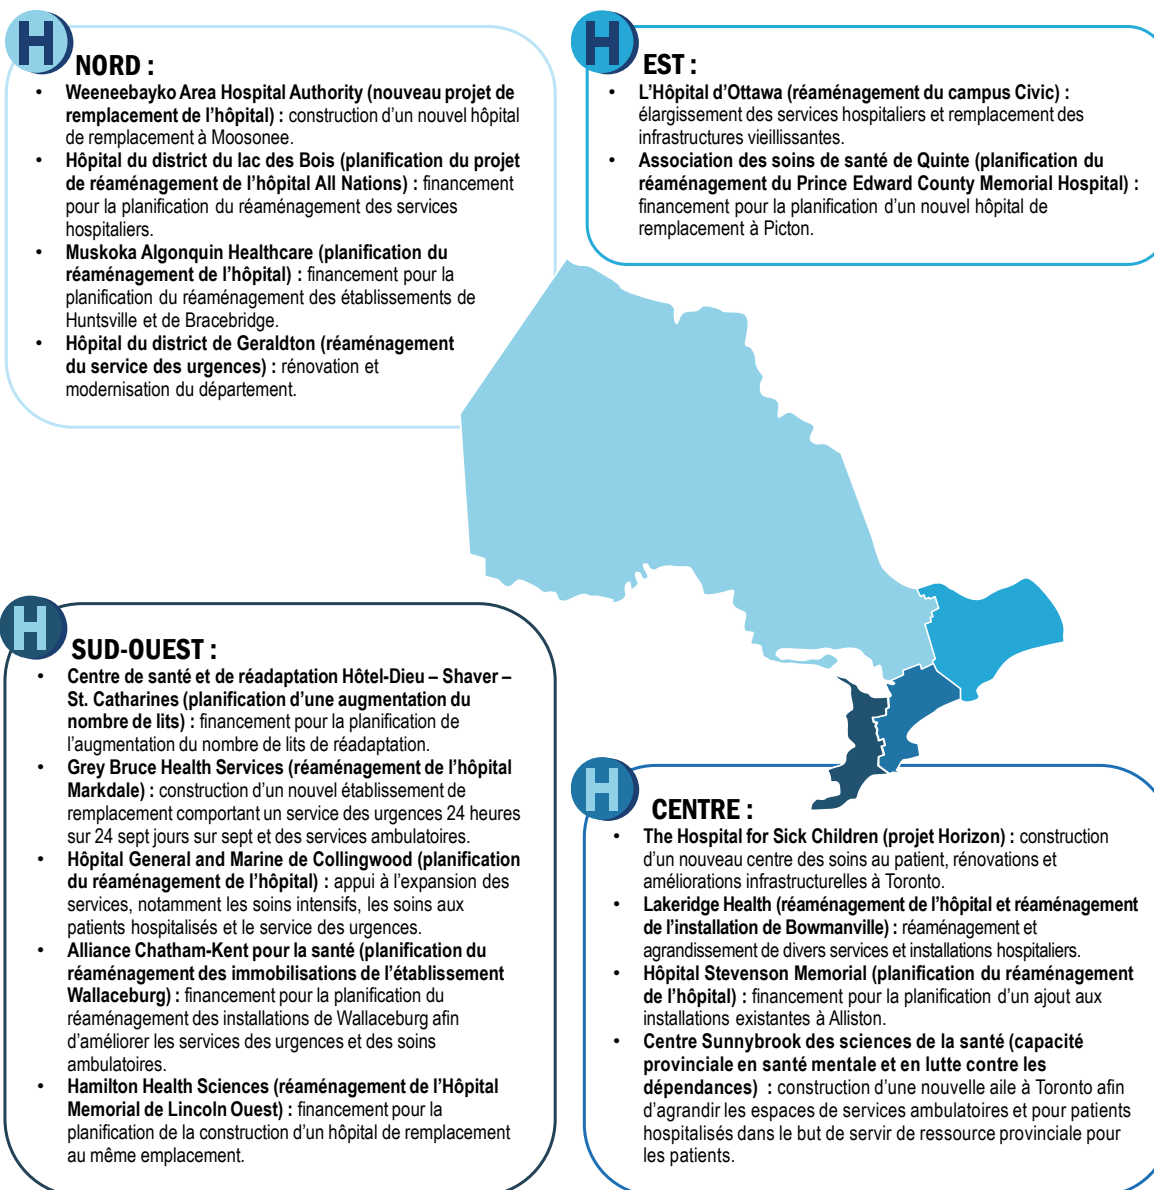 H
NORD :
• Weeneebayko Area Hospital Authority (nouveau projet de
remplacement de l’hôpital) : construction d’un nouvel hôpital
de remplacement à Moosonee.
• Hôpital du district du lac des Bois (planification du projet
de réaménagement de l’hôpital All Nations) : financement
pour la planification du réaménagement des services
hospitaliers.
• Muskoka Algonquin Healthcare (planification du
réaménagement de l’hôpital) : financement pour la
planification du réaménagement des établissements de
Huntsville et de Bracebridge.
• Hôpital du district de Geraldton (réaménagement
du service des urgences) : rénovation et
modernisation du département.
H
EST :
• L’Hôpital d’Ottawa (réaménagement du campus Civic) :
élargissement des services hospitaliers et remplacement des
infrastructures vieillissantes.
• Association des soins de santé de Quinte (planification du
réaménagement du Prince Edward County Memorial Hospital) :
financement pour la planification d’un nouvel hôpital de
remplacement à Picton.
H
SUD-OUEST :
• Centre de santé et de réadaptation Hôtel-Dieu – Shaver –
St. Catharines (planification d’une augmentation du
nombre de lits) : financement pour la planification de
l’augmentation du nombre de lits de réadaptation.
• Grey Bruce Health Services (réaménagement de l’hôpital
Markdale) : construction d’un nouvel établissement de
remplacement comportant un service des urgences 24 heures
sur 24 sept jours sur sept et des services ambulatoires.
• Hôpital General and Marine de Collingwood (planification
du réaménagement de l’hôpital) : appui à l’expansion des
services, notamment les soins intensifs, les soins aux
patients hospitalisés et le service des urgences.
• Alliance Chatham-Kent pour la santé (planification du
réaménagement des immobilisations de l’établissement
Wallaceburg) : financement pour la planification du
réaménagement des installations de Wallaceburg afin
d’améliorer les services des urgences et des soins
ambulatoires.
• Hamilton Health Sciences (réaménagement de l’Hôpital
Memorial de Lincoln Ouest) : financement pour la
planification de la construction d’un hôpital de remplacement
au même emplacement.
H
CENTRE :
• The Hospital for Sick Children (projet Horizon) : construction
d’un nouveau centre des soins au patient, rénovations et
améliorations infrastructurelles à Toronto.
• Lakeridge Health (réaménagement de l’hôpital et réaménagement
de l’installation de Bowmanville) : réaménagement et
agrandissement de divers services et installations hospitaliers.
• Hôpital Stevenson Memorial (planification du réaménagement
de l’hôpital) : financement pour la planification d’un ajout aux
installations existantes à Alliston.
• Centre Sunnybrook des sciences de la santé (capacité
provinciale en santé mentale et en lutte contre les
dépendances) : construction d’une nouvelle aile à Toronto afin
d’agrandir les espaces de services ambulatoires et pour patients
hospitalisés dans le but de servir de ressource provinciale pour
les patients.